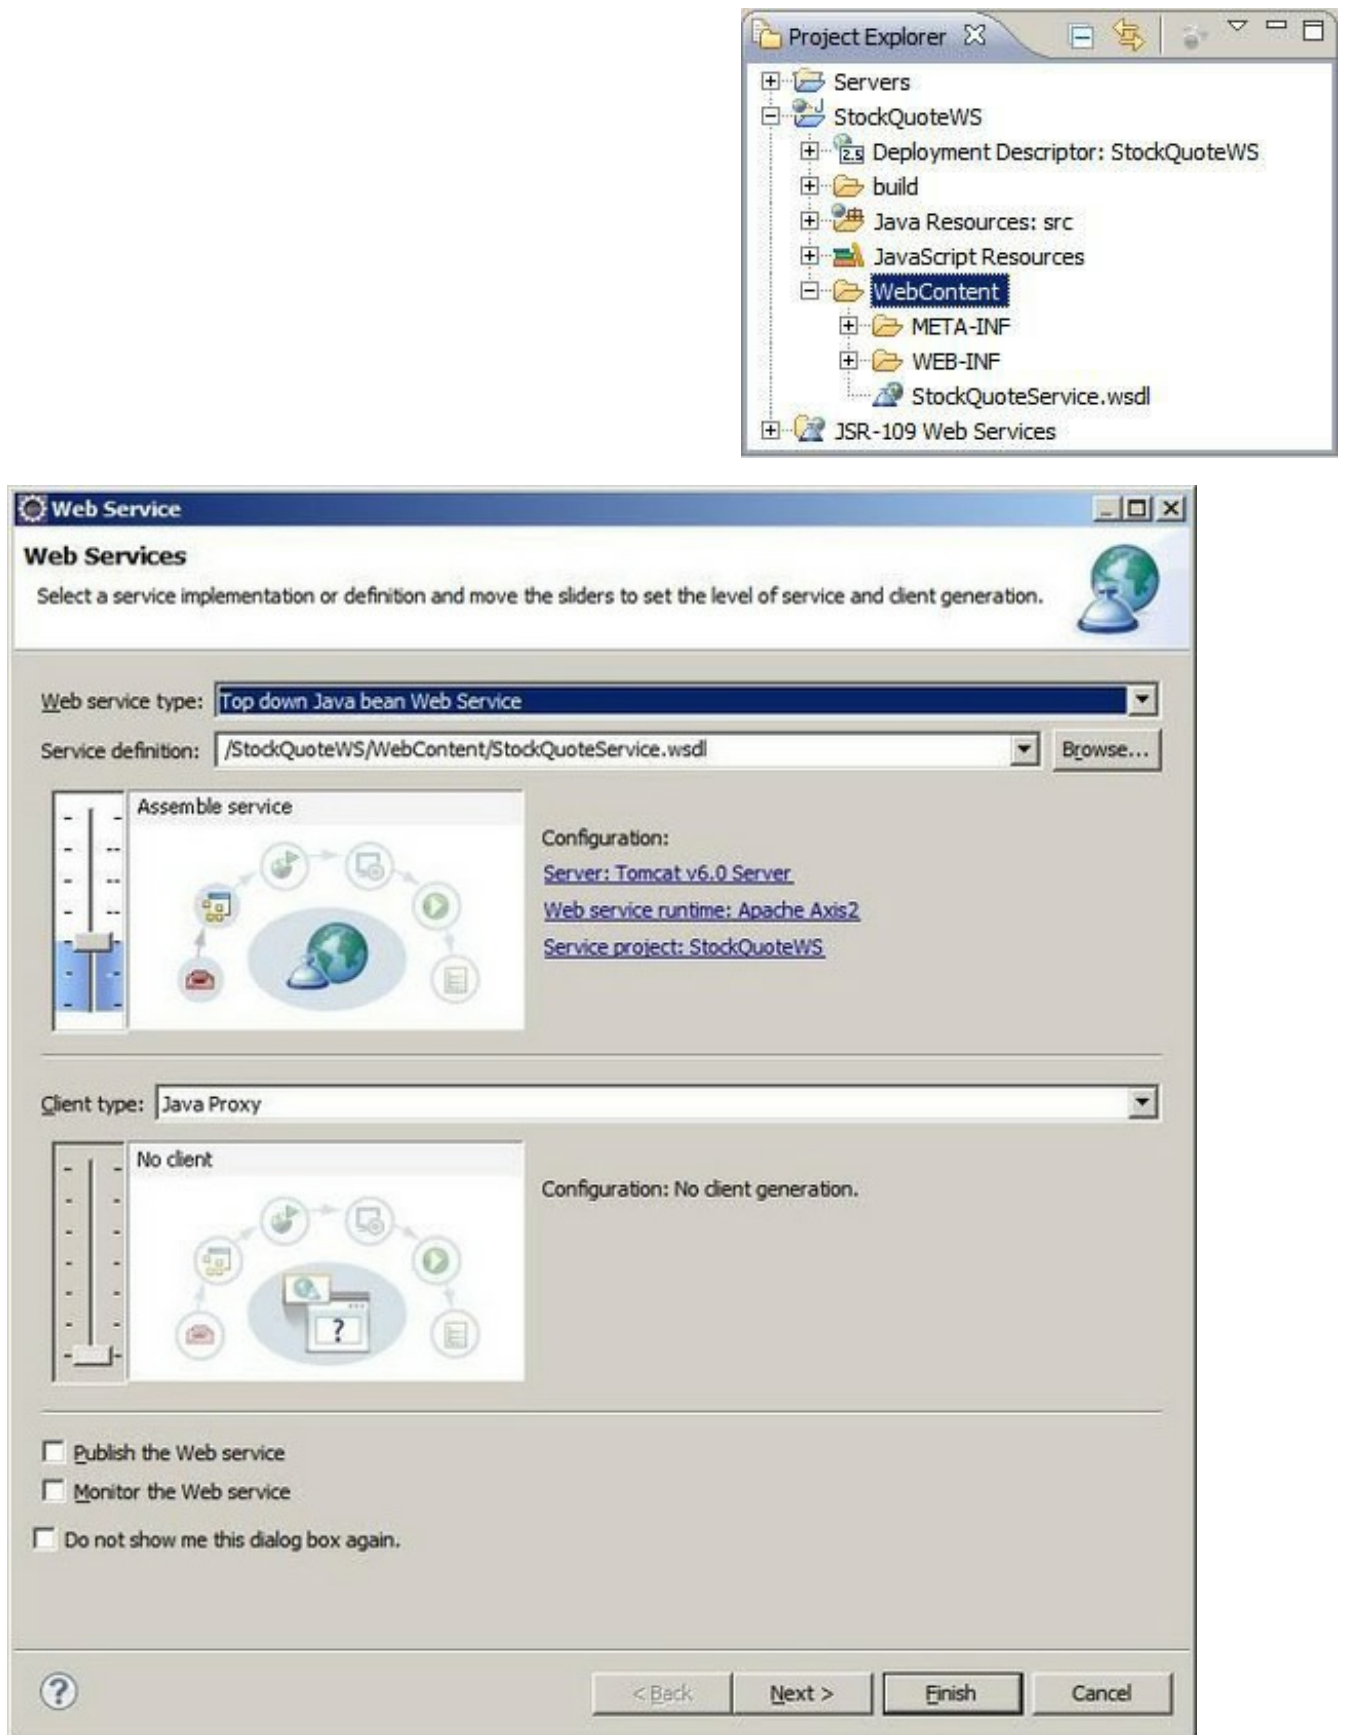 Project Explorer
Servers
StockQuoteWS
2.5 Deployment Descriptor: StockQuoteWS
build
Java Resources: src
JavaScript Resources
WebContent
META-INF
WEB-INF
StockQuoteService.wsdl
JSR-109 Web Services
Web Service
Web Services
Select a service implementation or definition and move the sliders to set the level of service and client generation.
Web service type: Top down Java bean Web Service
Service definition: /StockQuoteWS/WebContent/StockQuoteService.wsdl Browse...
Assemble service
Configuration:
Server: Tomcat v6.0 Server
Web service runtime: Apache Axis2
Service project: StockQuoteWS
Client type: Java Proxy
No client
Configuration: No client generation.
?
Publish the Web service
Monitor the Web service
Do not show me this dialog box again.
? < Back Next > Finish Cancel